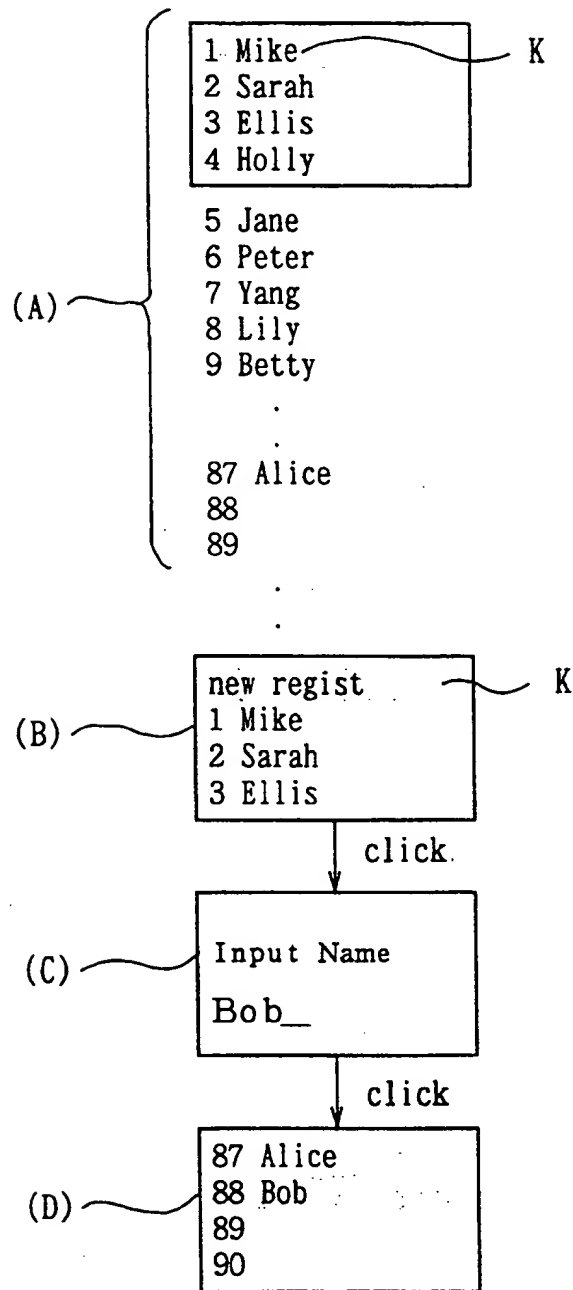 1 Mike K
2 Sarah
3 Ellis
4 Holly
5 Jane
6 Peter
(A)
7 Yang
8 Lily
9 Betty
.
.
87 Alice
88
89
.
.
new regist K
(B)
1 Mike
2 Sarah
3 Ellis
click.
(C)
Input Name
Bob_
click
87 Alice
(D)
88 Bob
89
90